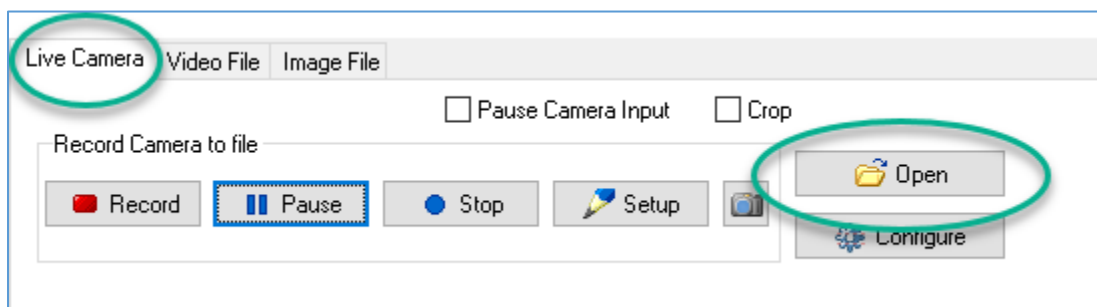 Live Camera Video File Image File
Pause Camera Input Crop
Record Camera to file
Open
Record Pause Stop Setup
Configure